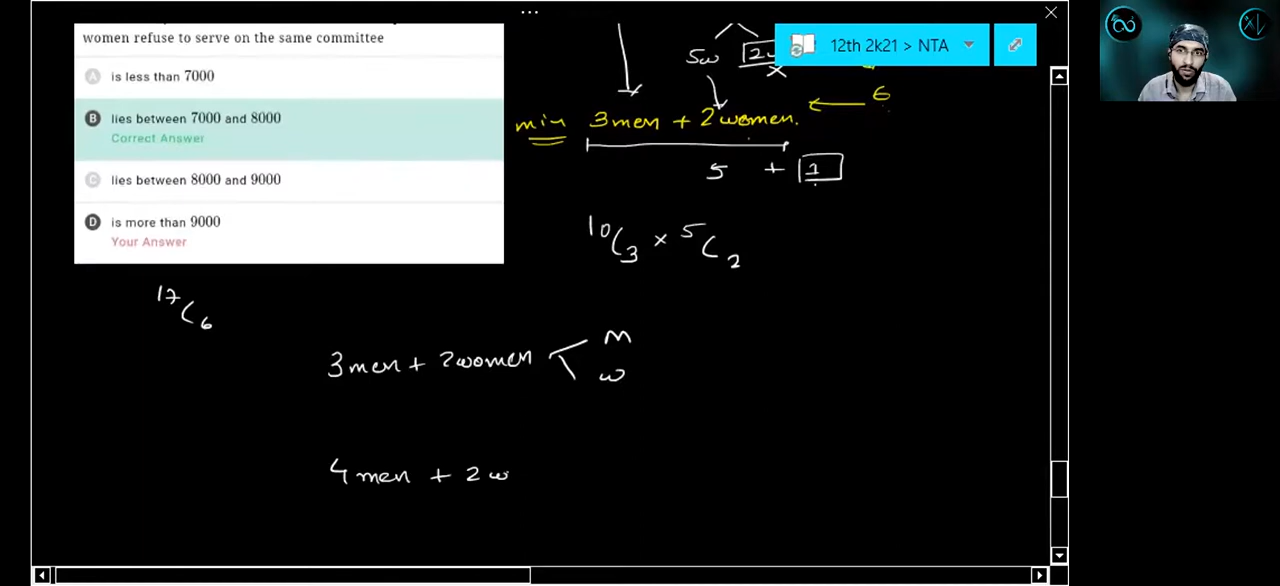 women refuse to serve on the same committee
A is less than 7000
B lies between 7000 and 8000
Correct Answer
C lies between 8000 and 9000
D is more than 9000
Your Answer
12th 2k21 > NTA
5w
min 3men + 2women. ← 6
5 + 1
¹⁰C₃ × ⁵C₂
¹⁷C₆
3men + 2women < M
w
4men + 2w